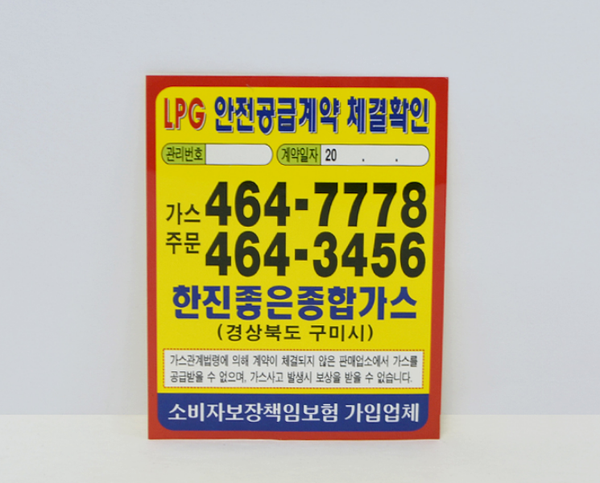 LPG 안전공급계약 체결확인
관리번호 계약일자 20 . .
가스 464-7778
주문 464-3456
한진좋은종합가스
(경상북도 구미시)
가스관계법령에 의해 계약이 체결되지 않은 판매업소에서 가스를
공급받을 수 없으며, 가스사고 발생시 보상을 받을 수 없습니다.
소비자보장책임보험 가입업체